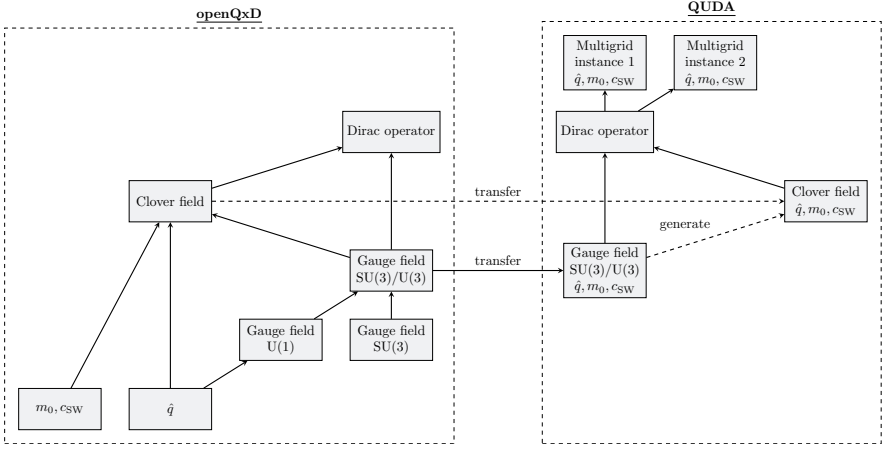 openQxD
QUDA
Multigrid
instance 1
q̂, m₀, c_SW
Multigrid
instance 2
q̂, m₀, c_SW
Dirac operator
Dirac operator
Clover field
transfer
Clover field
q̂, m₀, c_SW
generate
Gauge field
SU(3)/U(3)
transfer
Gauge field
SU(3)/U(3)
q̂, m₀, c_SW
Gauge field
U(1)
Gauge field
SU(3)
m₀, c_SW
q̂